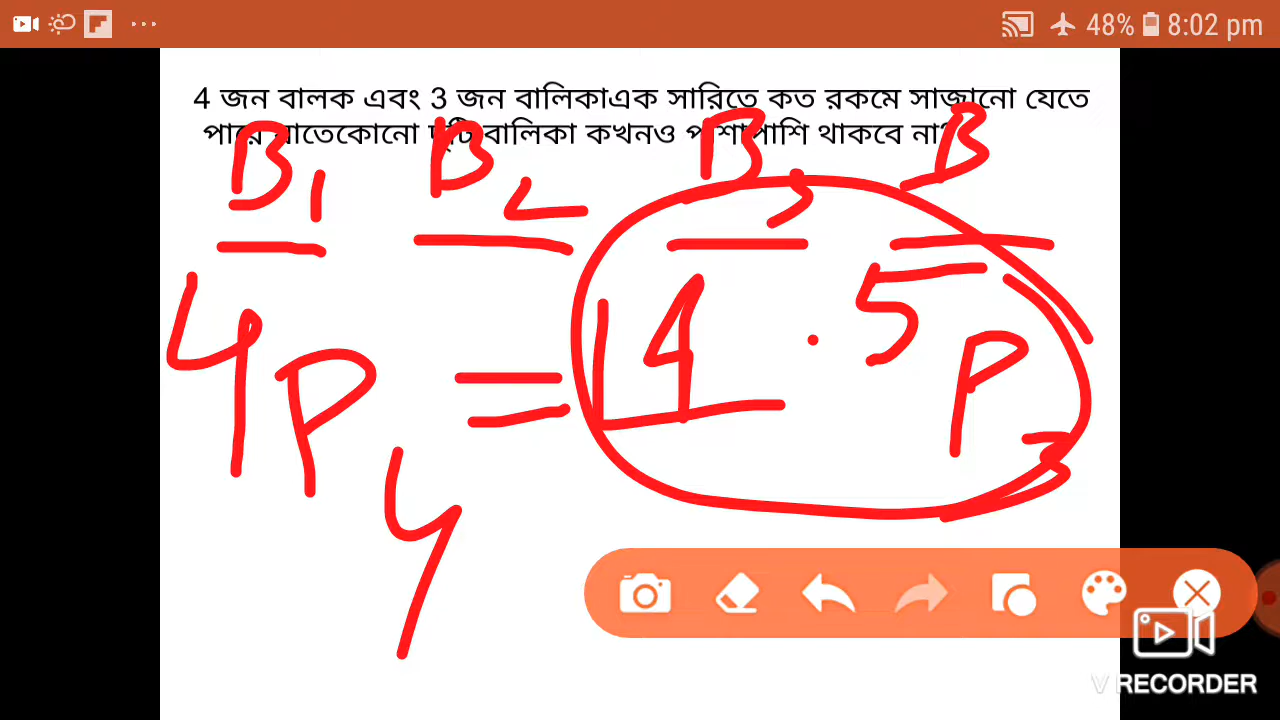 48% 8:02 pm
4 জন বালক এবং 3 জন বালিকাএক সারিতে কত রকমে সাজানো যেতে
পারে যাতেকোনো দুটি বালিকা কখনও পাশাপাশি থাকবে না?
B1 B2 B3 B
4P4 = |4 · 5P3
V RECORDER